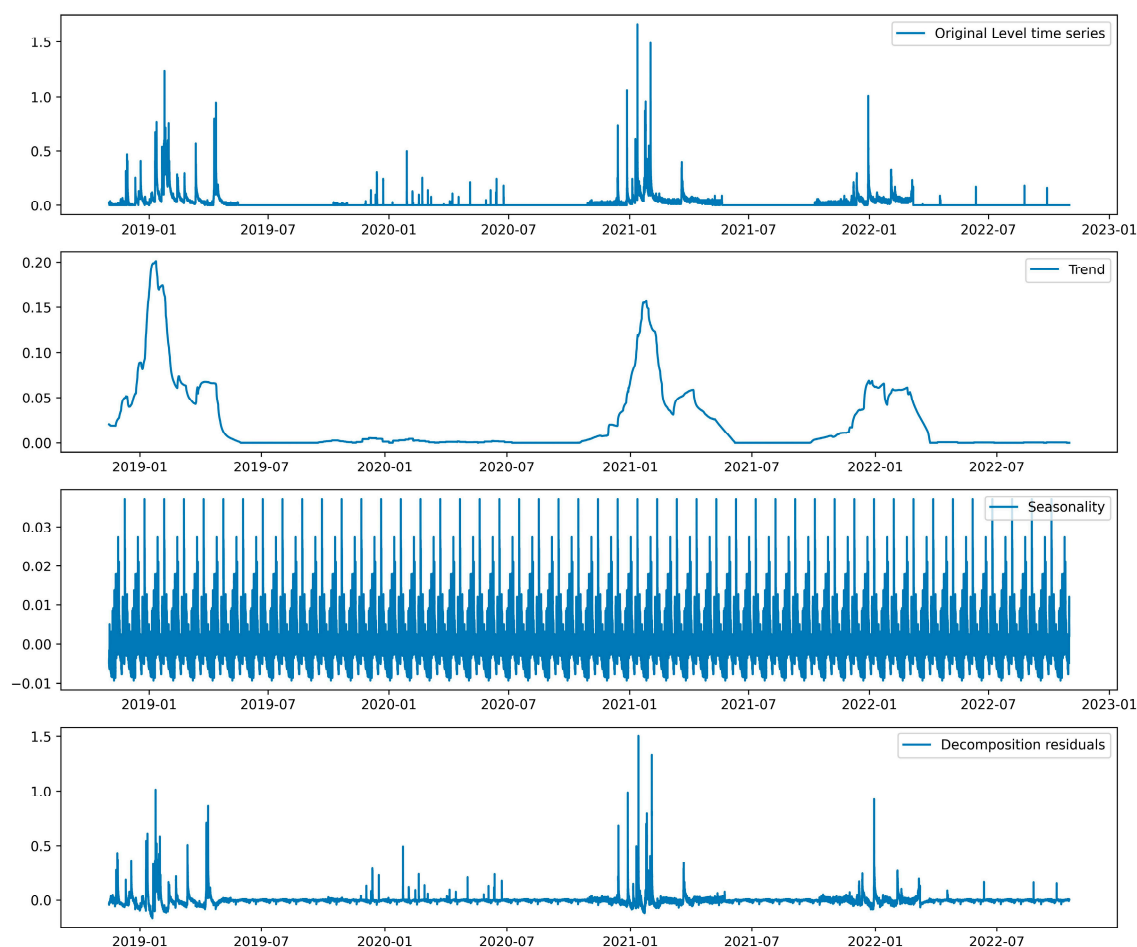 Original Level time series
1.5
1.0
0.5
0.0
2019-01 2019-07 2020-01 2020-07 2021-01 2021-07 2022-01 2022-07 2023-01
Trend
0.20
0.15
0.10
0.05
0.00
2019-01 2019-07 2020-01 2020-07 2021-01 2021-07 2022-01 2022-07
Seasonality
0.03
0.02
0.01
0.00
−0.01
2019-01 2019-07 2020-01 2020-07 2021-01 2021-07 2022-01 2022-07 2023-01
Decomposition residuals
1.5
1.0
0.5
0.0
2019-01 2019-07 2020-01 2020-07 2021-01 2021-07 2022-01 2022-07